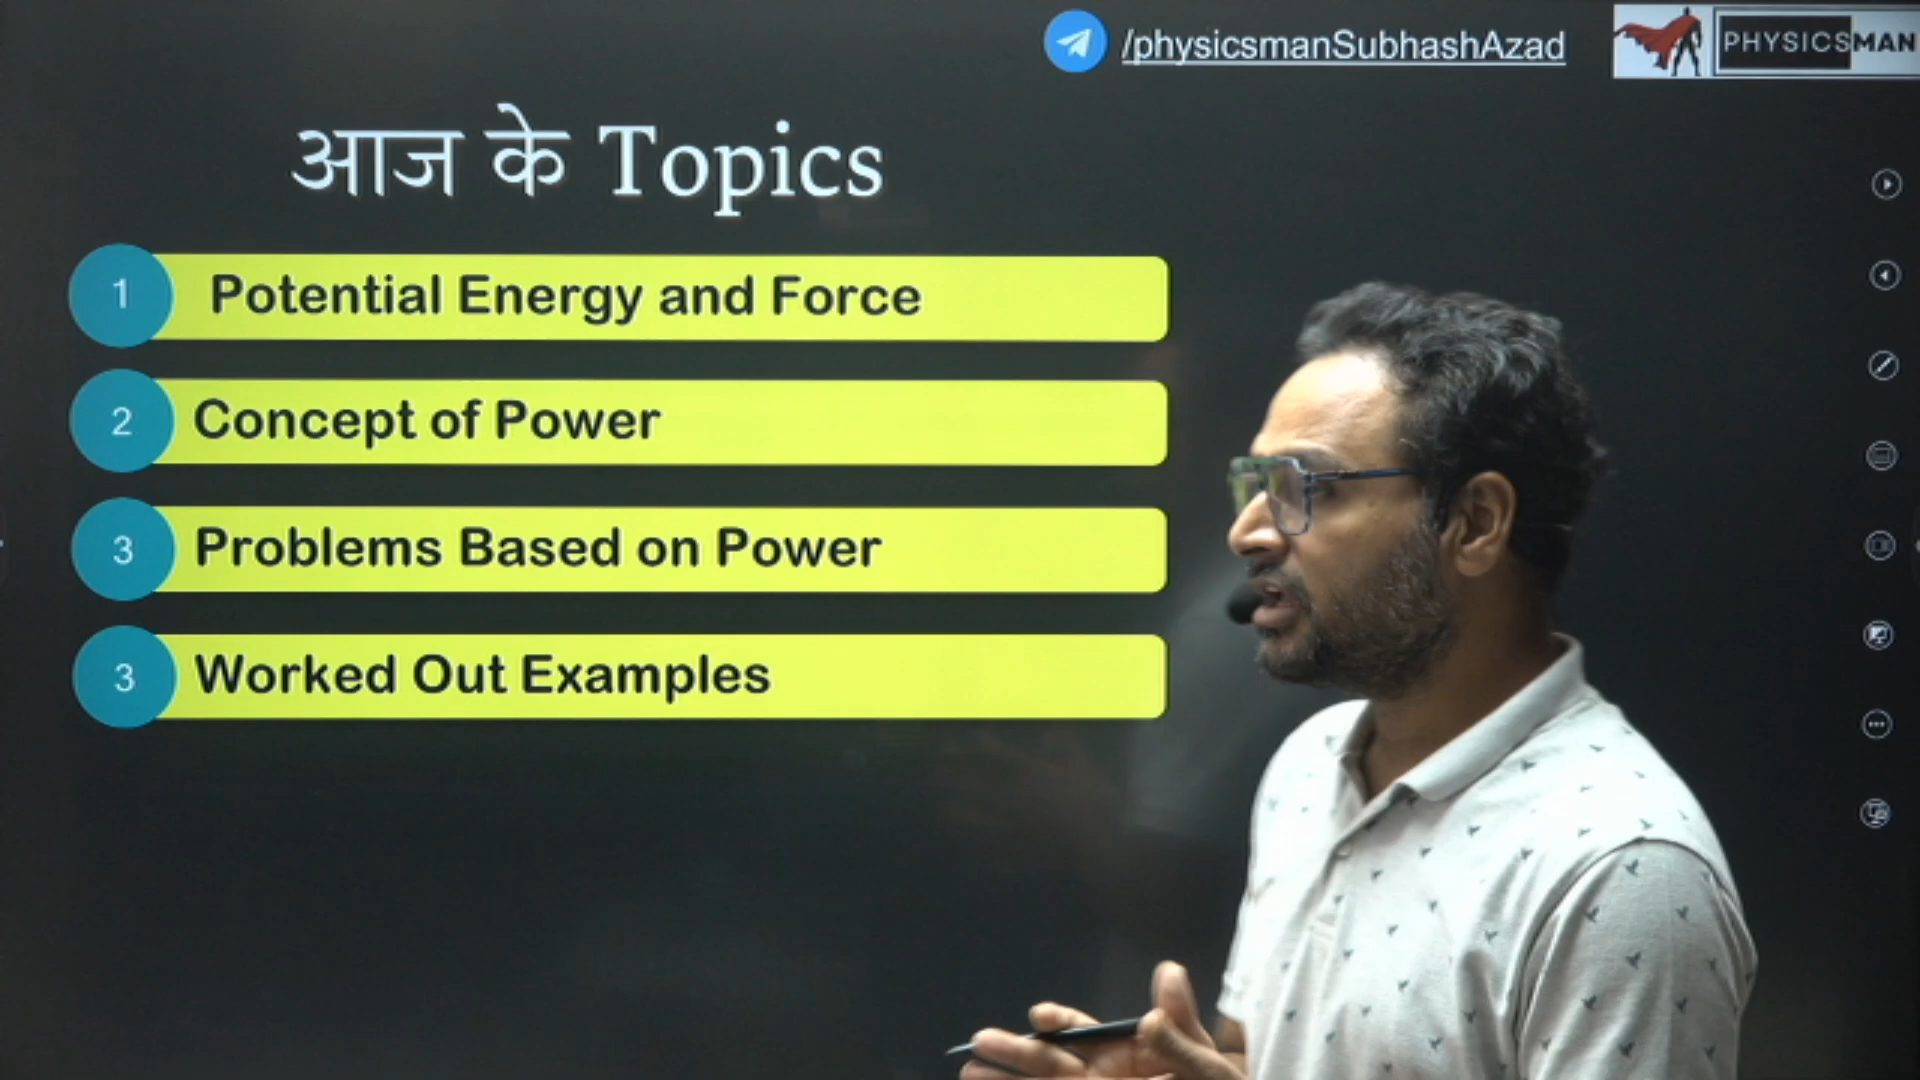 /physicsmanSubhashAzad
PHYSICSMAN
आज के Topics
1 Potential Energy and Force
2 Concept of Power
3 Problems Based on Power
3 Worked Out Examples